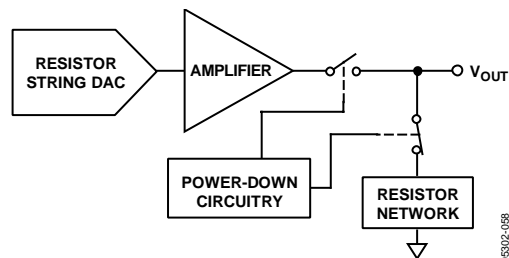 RESISTOR
STRING DAC
AMPLIFIER
VOUT
POWER-DOWN
CIRCUITRY
RESISTOR
NETWORK
05302-058